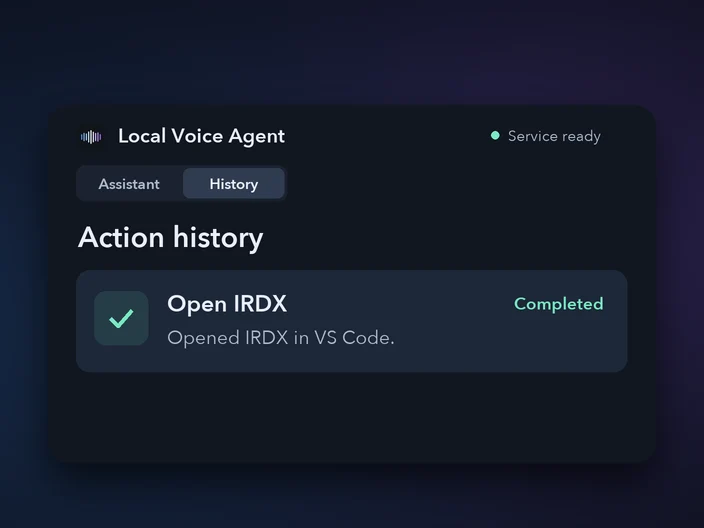 Local Voice Agent
Service ready
Assistant
History
Action history
Open IRDX
Completed
Opened IRDX in VS Code.